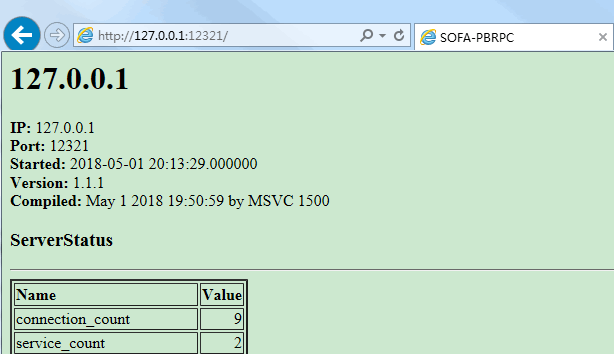 http://127.0.0.1:12321/
SOFA-PBRPC
127.0.0.1
IP: 127.0.0.1
Port: 12321
Started: 2018-05-01 20:13:29.000000
Version: 1.1.1
Compiled: May 1 2018 19:50:59 by MSVC 1500
ServerStatus
Name Value
connection_count 9
service_count 2